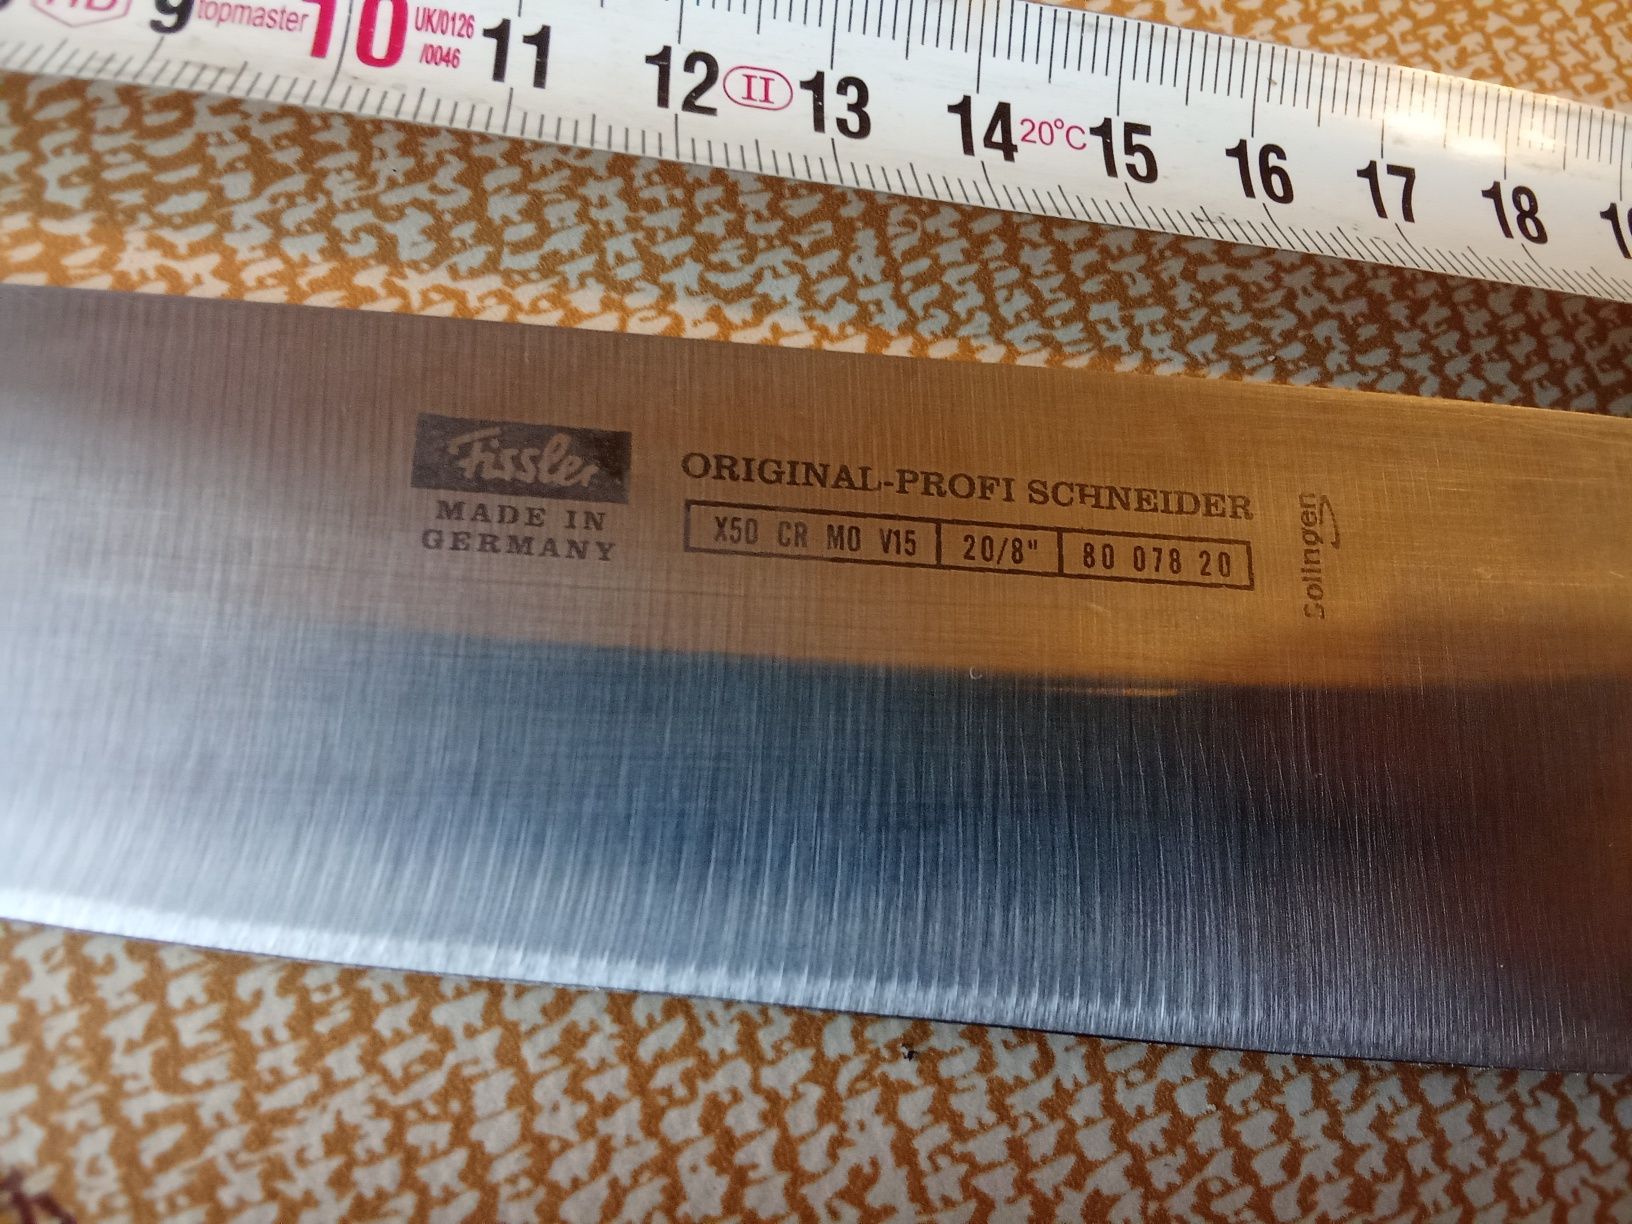 9 topmaster 10 UK/0126 11 12 II 13 14 20°C 15 16 17 18
/0046
Fissler
MADE IN
GERMANY
ORIGINAL-PROFI SCHNEIDER
X50 CR MO V15 20/8" 80 078 20
Solingen